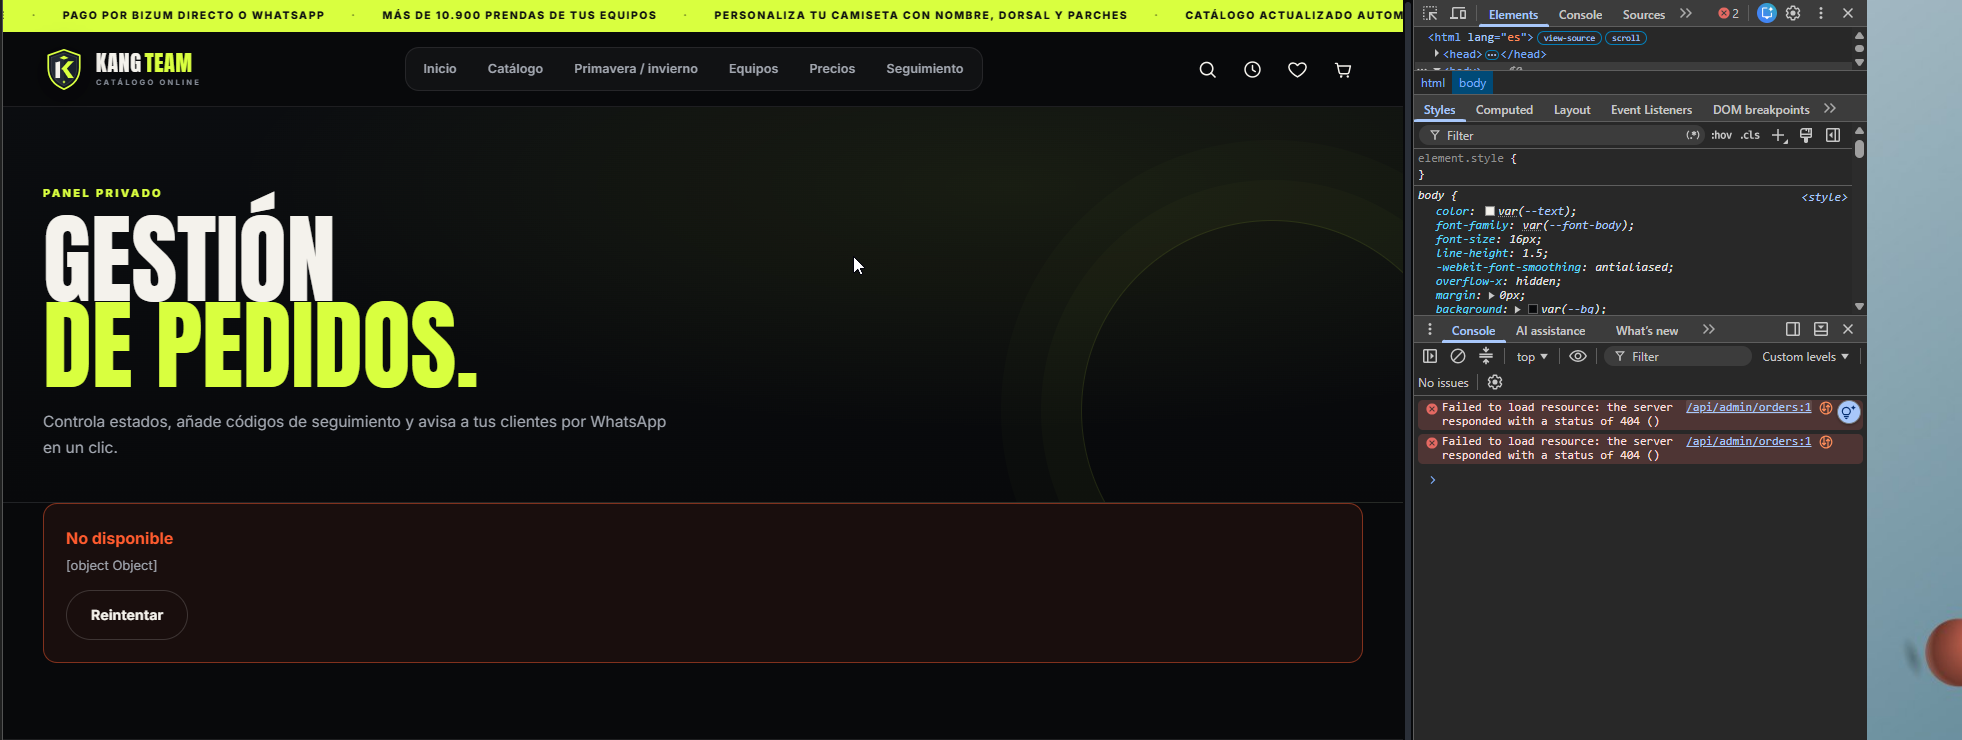 PAGO POR BIZUM DIRECTO O WHATSAPP · MÁS DE 10.900 PRENDAS DE TUS EQUIPOS · PERSONALIZA TU CAMISETA CON NOMBRE, DORSAL Y PARCHES · CATÁLOGO ACTUALIZADO AUTOM
KANG TEAM
CATÁLOGO ONLINE
Inicio Catálogo Primavera / invierno Equipos Precios Seguimiento
PANEL PRIVADO
GESTIÓN
DE PEDIDOS.
Controla estados, añade códigos de seguimiento y avisa a tus clientes por WhatsApp
en un clic.
No disponible
[object Object]
Reintentar
Elements Console Sources 2
<html lang="es"> view-source scroll
<head> … </head>
html body
Styles Computed Layout Event Listeners DOM breakpoints
Filter (.*) :hov .cls
element.style {
}
body { <style>
color: var(--text);
font-family: var(--font-body);
font-size: 16px;
line-height: 1.5;
-webkit-font-smoothing: antialiased;
overflow-x: hidden;
margin: 0px;
background: var(--bg);
Console AI assistance What's new
top Filter Custom levels
No issues
Failed to load resource: the server /api/admin/orders:1
responded with a status of 404 ()
Failed to load resource: the server /api/admin/orders:1
responded with a status of 404 ()